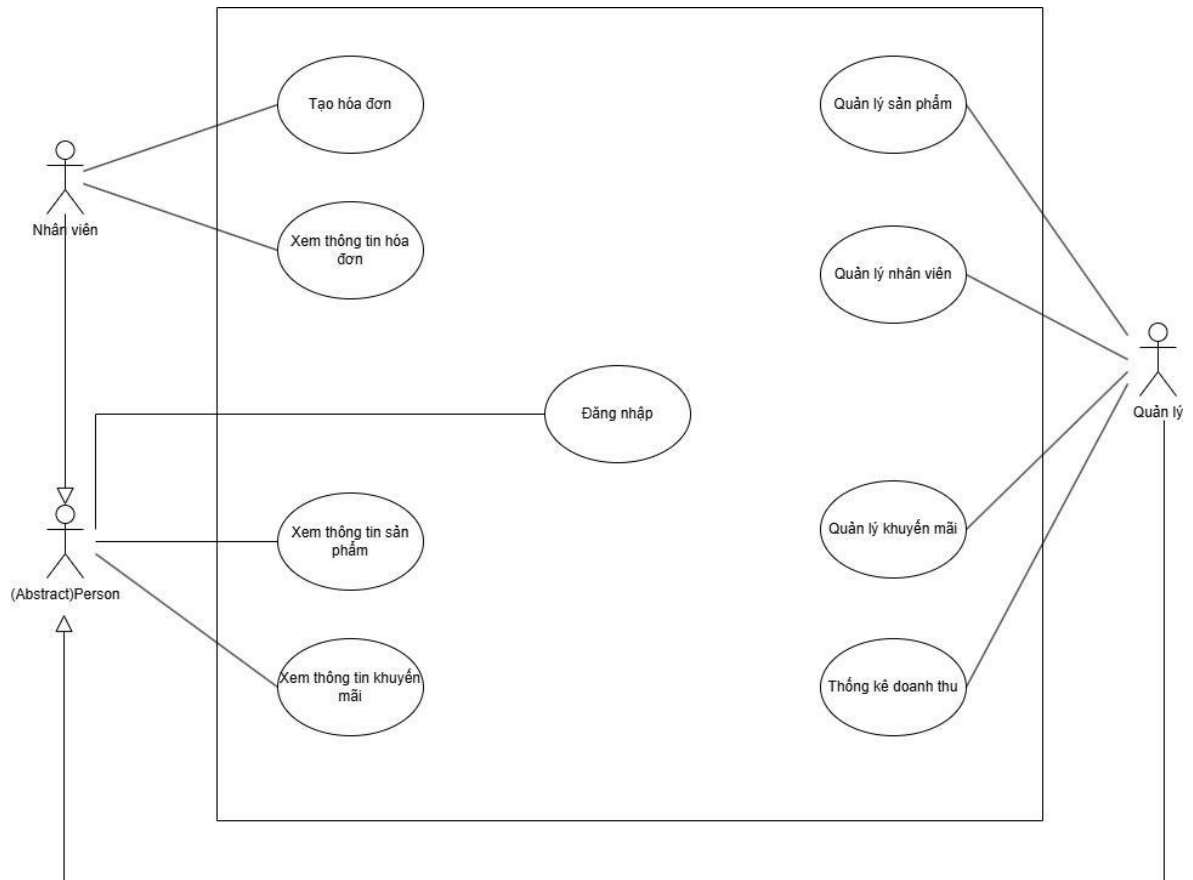 Tạo hóa đơn
Quản lý sản phẩm
Nhân viên
Xem thông tin hóa
đơn
Quản lý nhân viên
Đăng nhập
Quản lý
Xem thông tin sản
phẩm
Quản lý khuyến mãi
(Abstract)Person
Xem thông tin khuyến
mãi
Thống kê doanh thu